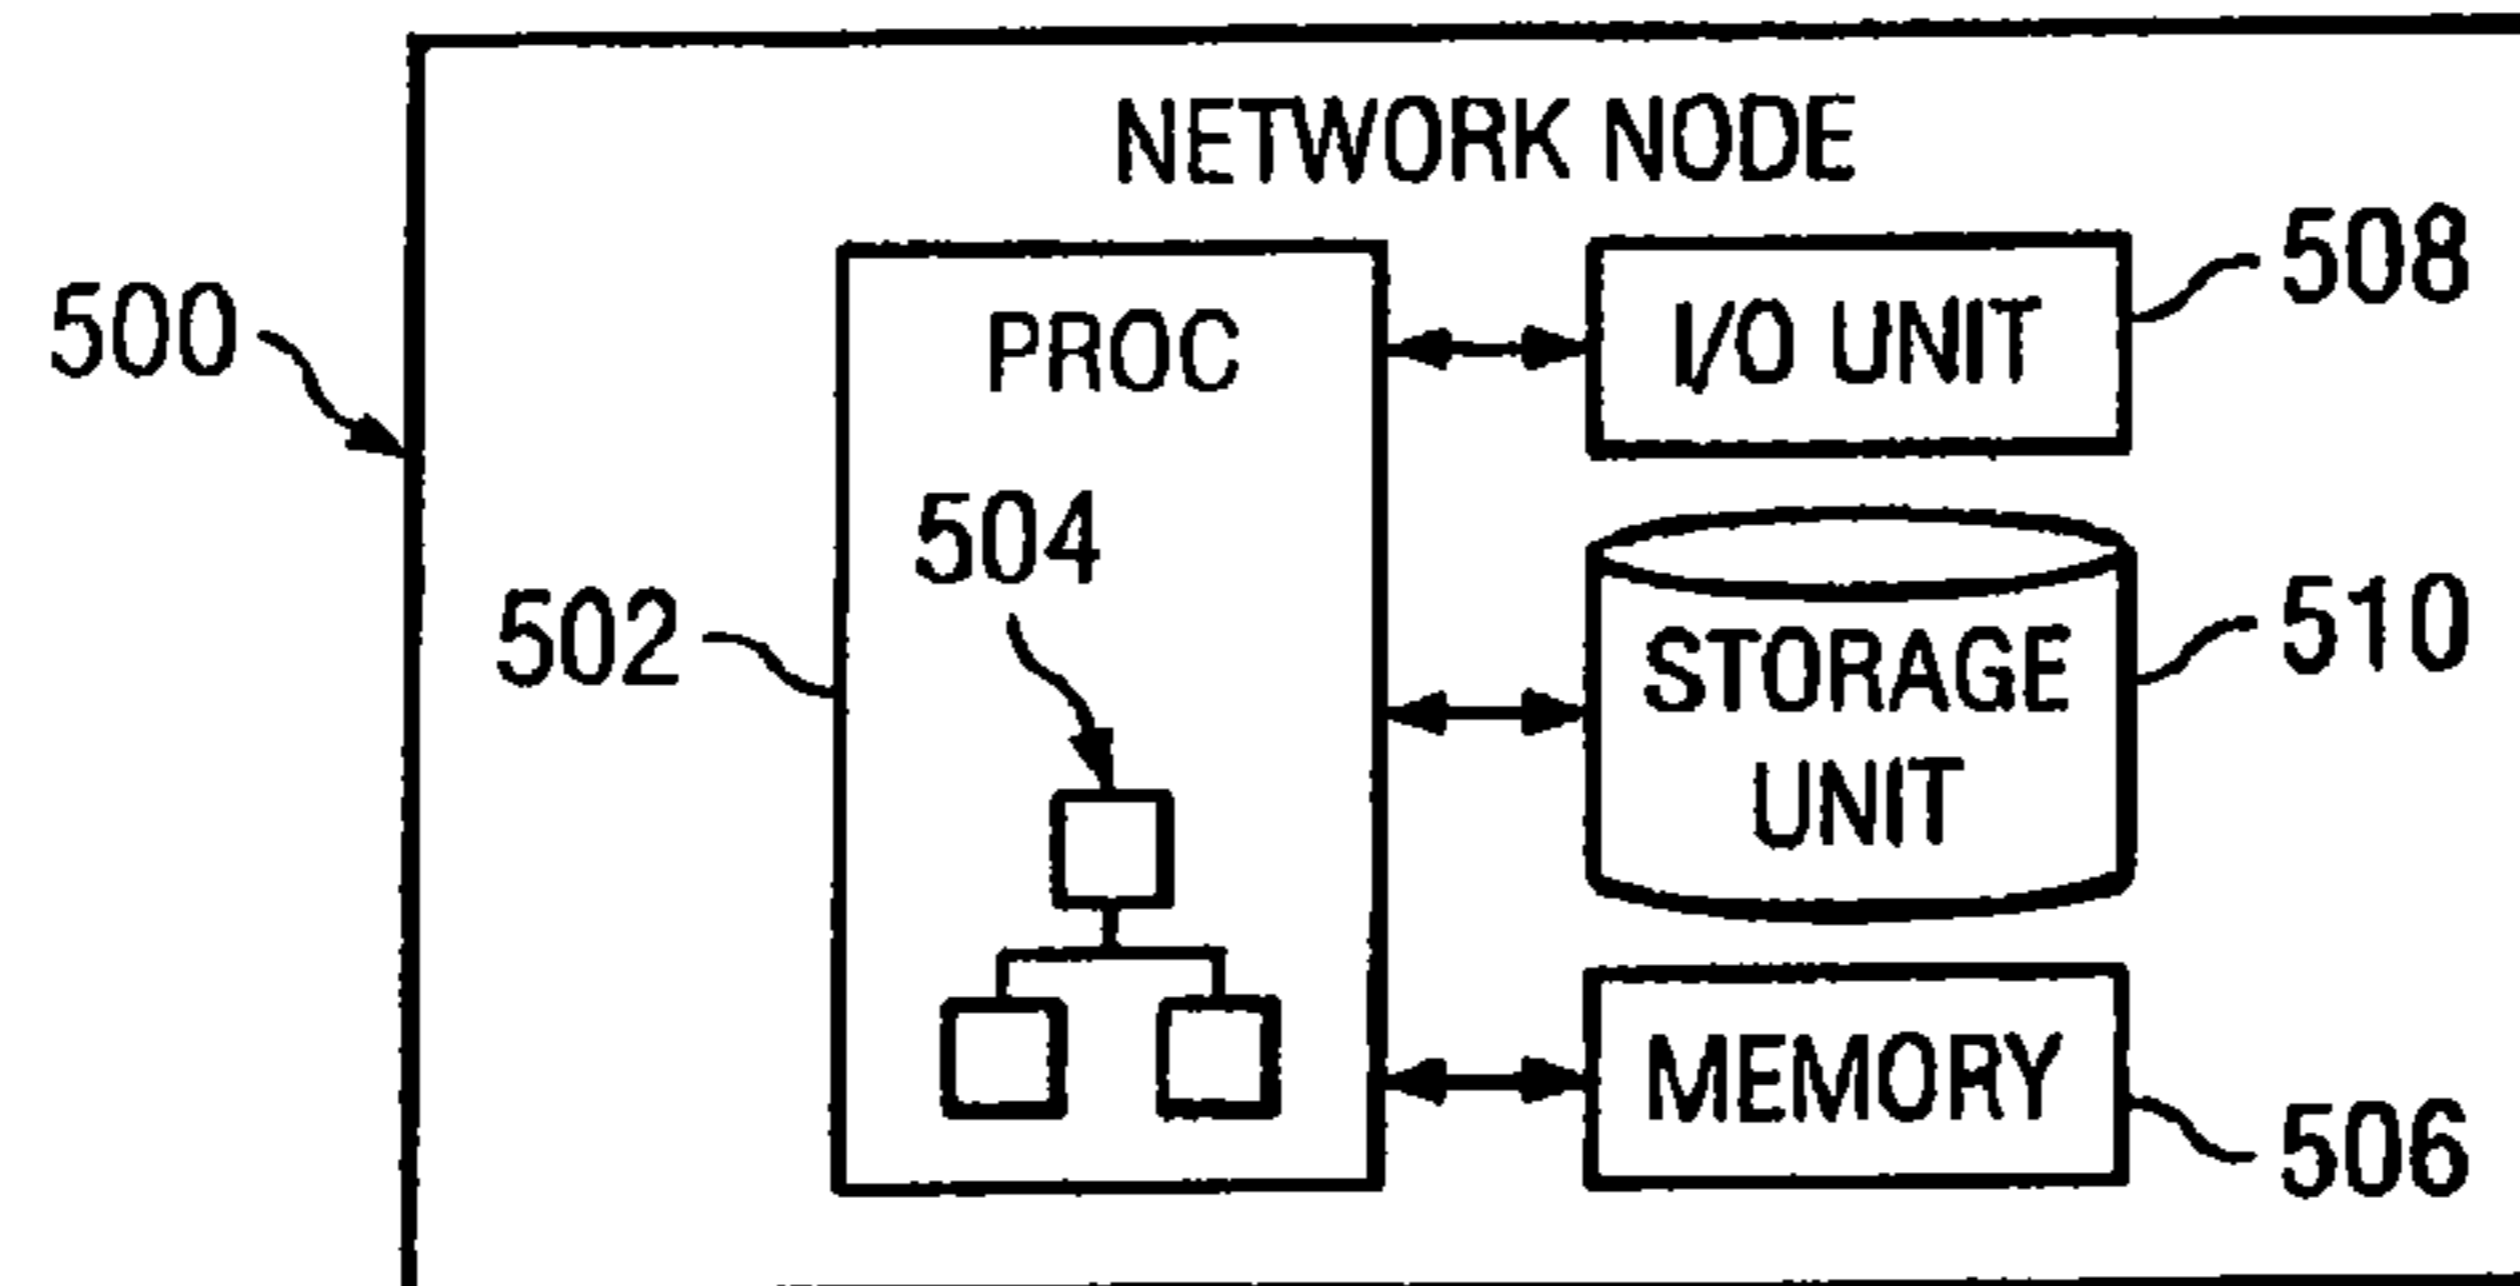 NETWORK NODE
500
502
PROC
504
I/O UNIT
508
STORAGE
UNIT
510
MEMORY
506